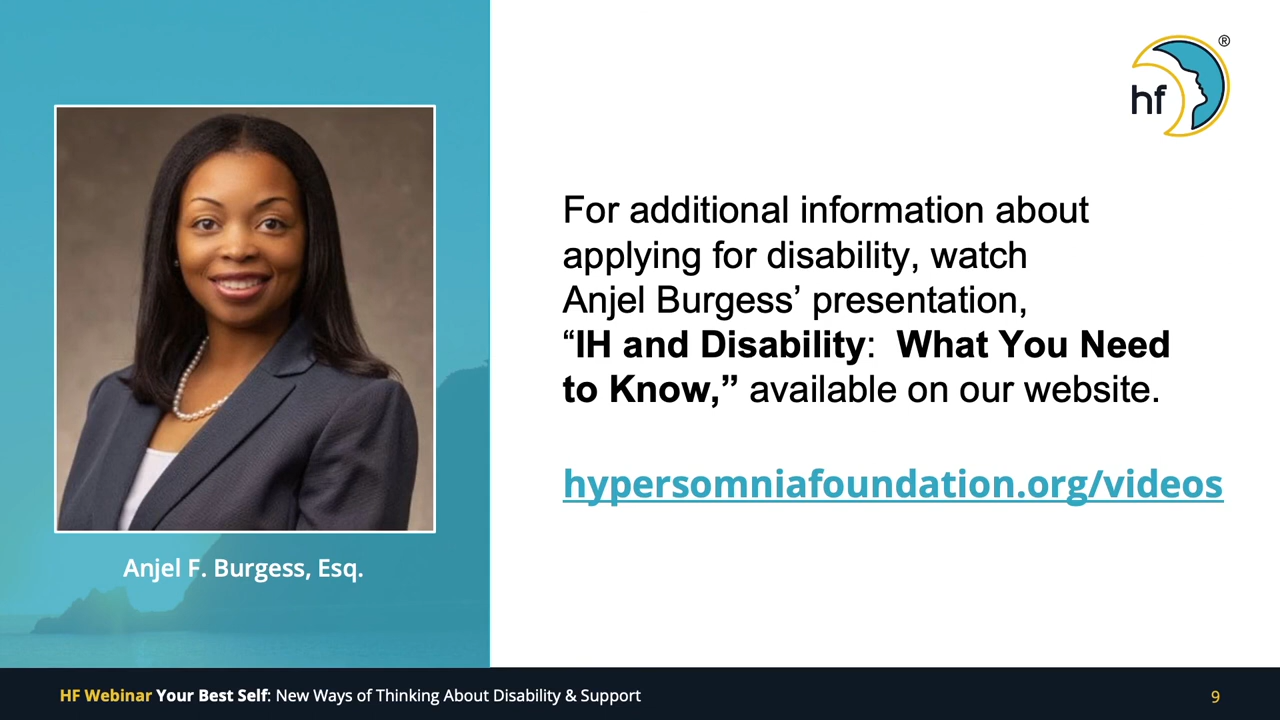 hf
®
For additional information about
applying for disability, watch
Anjel Burgess’ presentation,
“IH and Disability:  What You Need
to Know,” available on our website.
hypersomniafoundation.org/videos
Anjel F. Burgess, Esq.
HF Webinar Your Best Self: New Ways of Thinking About Disability & Support
9